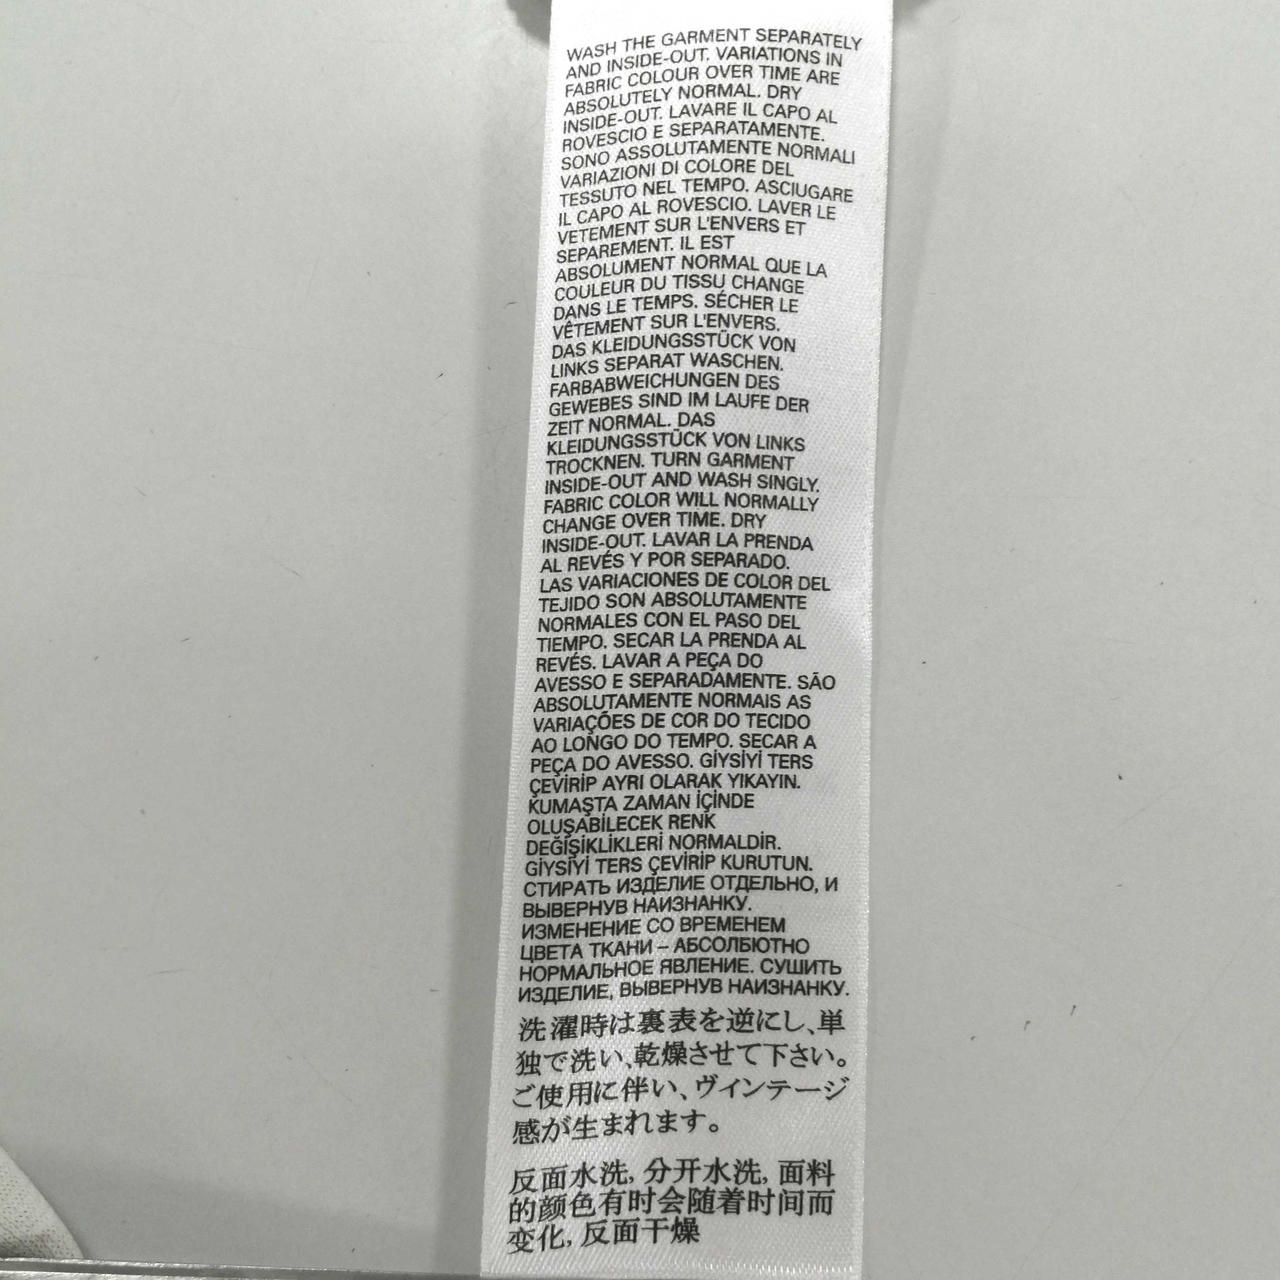 WASH THE GARMENT SEPARATELY
AND INSIDE-OUT. VARIATIONS IN
FABRIC COLOUR OVER TIME ARE
ABSOLUTELY NORMAL. DRY
INSIDE-OUT. LAVARE IL CAPO AL
ROVESCIO E SEPARATAMENTE.
SONO ASSOLUTAMENTE NORMALI
VARIAZIONI DI COLORE DEL
TESSUTO NEL TEMPO. ASCIUGARE
IL CAPO AL ROVESCIO. LAVER LE
VETEMENT SUR L'ENVERS ET
SEPAREMENT. IL EST
ABSOLUMENT NORMAL QUE LA
COULEUR DU TISSU CHANGE
DANS LE TEMPS. SÉCHER LE
VÊTEMENT SUR L'ENVERS.
DAS KLEIDUNGSSTÜCK VON
LINKS SEPARAT WASCHEN.
FARBABWEICHUNGEN DES
GEWEBES SIND IM LAUFE DER
ZEIT NORMAL. DAS
KLEIDUNGSSTÜCK VON LINKS
TROCKNEN. TURN GARMENT
INSIDE-OUT AND WASH SINGLY.
FABRIC COLOR WILL NORMALLY
CHANGE OVER TIME. DRY
INSIDE-OUT. LAVAR LA PRENDA
AL REVÉS Y POR SEPARADO.
LAS VARIACIONES DE COLOR DEL
TEJIDO SON ABSOLUTAMENTE
NORMALES CON EL PASO DEL
TIEMPO. SECAR LA PRENDA AL
REVÉS. LAVAR A PEÇA DO
AVESSO E SEPARADAMENTE. SÃO
ABSOLUTAMENTE NORMAIS AS
VARIAÇÕES DE COR DO TECIDO
AO LONGO DO TEMPO. SECAR A
PEÇA DO AVESSO. GİYSİYİ TERS
ÇEVİRİP AYRI OLARAK YIKAYIN.
KUMAŞTA ZAMAN İÇİNDE
OLUŞABİLECEK RENK
DEĞİŞİKLİKLERİ NORMALDİR.
GİYSİYİ TERS ÇEVİRİP KURUTUN.
СТИРАТЬ ИЗДЕЛИЕ ОТДЕЛЬНО, И
ВЫВЕРНУВ НАИЗНАНКУ.
ИЗМЕНЕНИЕ СО ВРЕМЕНЕМ
ЦВЕТА ТКАНИ – АБСОЛБЮТНО
НОРМАЛЬНОЕ ЯВЛЕНИЕ. СУШИТЬ
ИЗДЕЛИЕ, ВЫВЕРНУВ НАИЗНАНКУ.
洗濯時は裏表を逆にし、単
独で洗い、乾燥させて下さい。
ご使用に伴い、ヴィンテージ
感が生まれます。
反面水洗, 分开水洗, 面料
的颜色有时会随着时间而
变化, 反面干燥